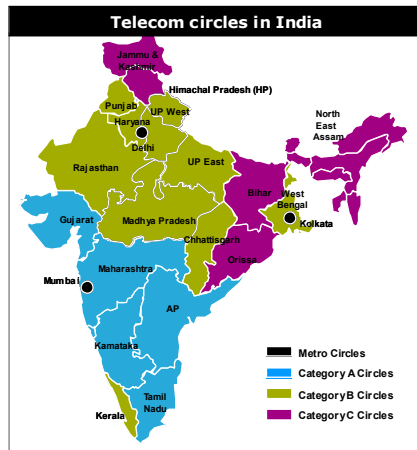 Telecom circles in India
Jammu &
Kashmir
Himachal Pradesh (HP)
Punjab
UP West
Haryana
Delhi
North
East
Assam
Rajasthan
UP East
Bihar
West
Bengal
Kolkata
Gujarat
Madhya Pradesh
Chhattisgarh
Orissa
Maharashtra
Mumbai
AP
Karnataka
Tamil
Nadu
Kerala
Metro Circles
Category A Circles
Category B Circles
Category C Circles